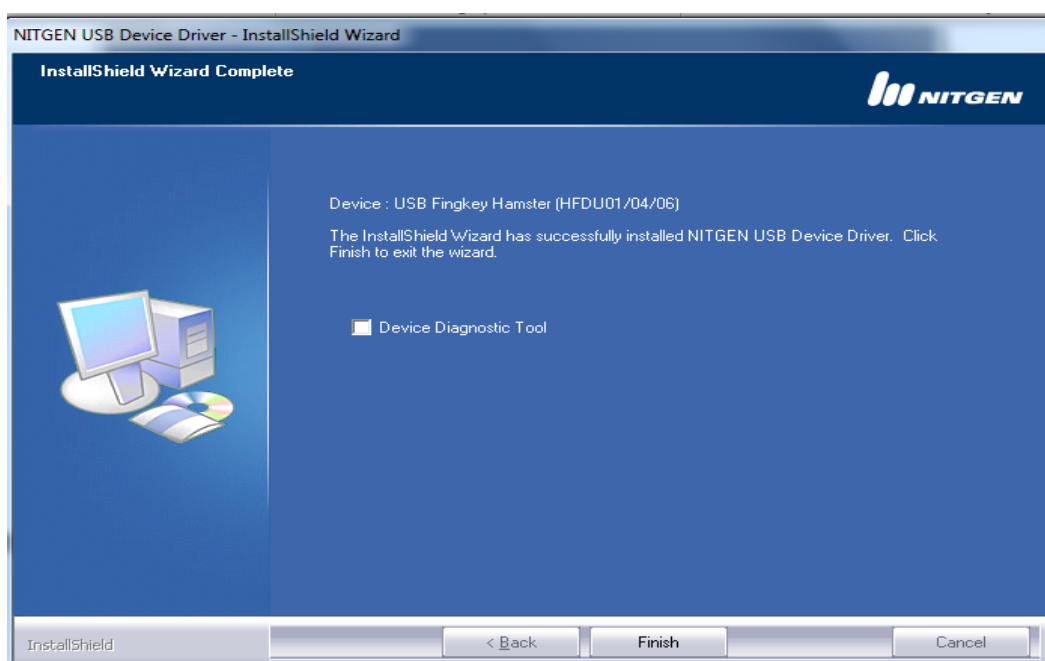 NITGEN USB Device Driver - InstallShield Wizard
InstallShield Wizard Complete
NITGEN
Device : USB Fingkey Hamster (HFDU01/04/06)
The InstallShield Wizard has successfully installed NITGEN USB Device Driver. Click
Finish to exit the wizard.
Device Diagnostic Tool
InstallShield
< Back
Finish
Cancel